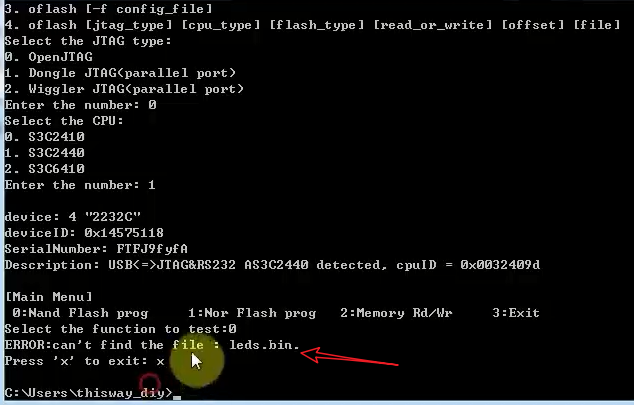 3. oflash [-f config_file]
4. oflash [jtag_type] [cpu_type] [flash_type] [read_or_write] [offset] [file]
Select the JTAG type:
0. OpenJTAG
1. Dongle JTAG(parallel port)
2. Wiggler JTAG(parallel port)
Enter the number: 0
Select the CPU:
0. S3C2410
1. S3C2440
2. S3C6410
Enter the number: 1
device: 4 "2232C"
deviceID: 0x14575118
SerialNumber: FTFJ9fyfA
Description: USB<=>JTAG&RS232 AS3C2440 detected, cpuID = 0x0032409d
[Main Menu]
0:Nand Flash prog 1:Nor Flash prog 2:Memory Rd/Wr 3:Exit
Select the function to test:0
ERROR:can't find the file : leds.bin.
Press 'x' to exit: x
C:\Users\thisway_diy>_